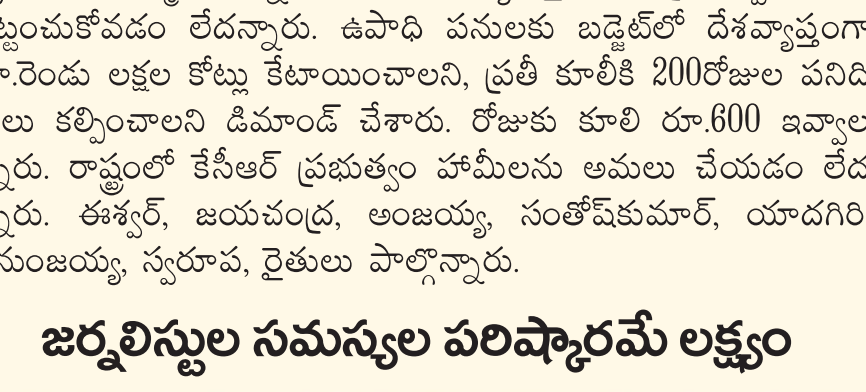 ట్టంచుకోవడం లేదన్నారు. ఉపాధి పనులకు బడ్జెట్‌లో దేశవ్యాప్తంగా
.రెండు లక్షల కోట్లు కేటాయించాలని, ప్రతీ కూలీకి 200రోజుల పనిది
లు కల్పించాలని డిమాండ్ చేశారు. రోజుకు కూలి రూ.600 ఇవ్వాల
న్నారు. రాష్ట్రంలో కేసీఆర్ ప్రభుత్వం హామీలను అమలు చేయడం లేద
న్నారు. ఈశ్వర్, జయచంద్ర, అంజయ్య, సంతోష్‌కుమార్, యాదగిరి
నుంజయ్య, స్వరూప, రైతులు పాల్గొన్నారు.
జర్నలిస్టుల సమస్యల పరిష్కారమే లక్ష్యం